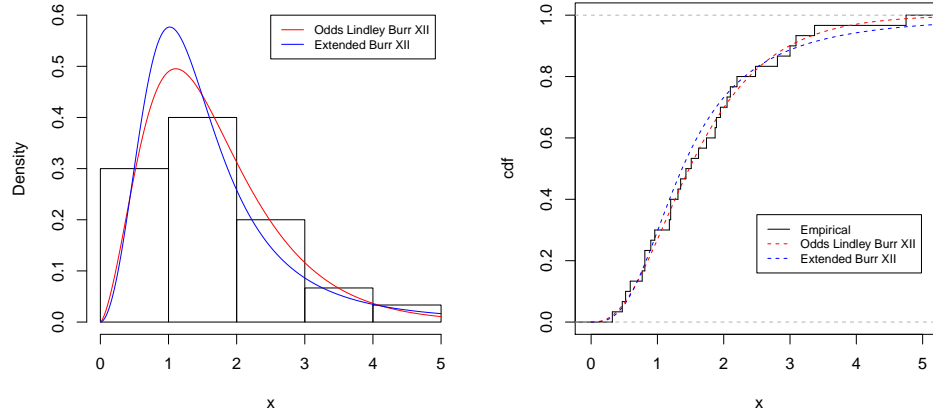 0.6
0.5
0.4
0.3
0.2
0.1
0.0
Density
0 1 2 3 4 5
x
Odds Lindley Burr XII
Extended Burr XII
1.0
0.8
0.6
0.4
0.2
0.0
cdf
0 1 2 3 4 5
x
Empirical
Odds Lindley Burr XII
Extended Burr XII